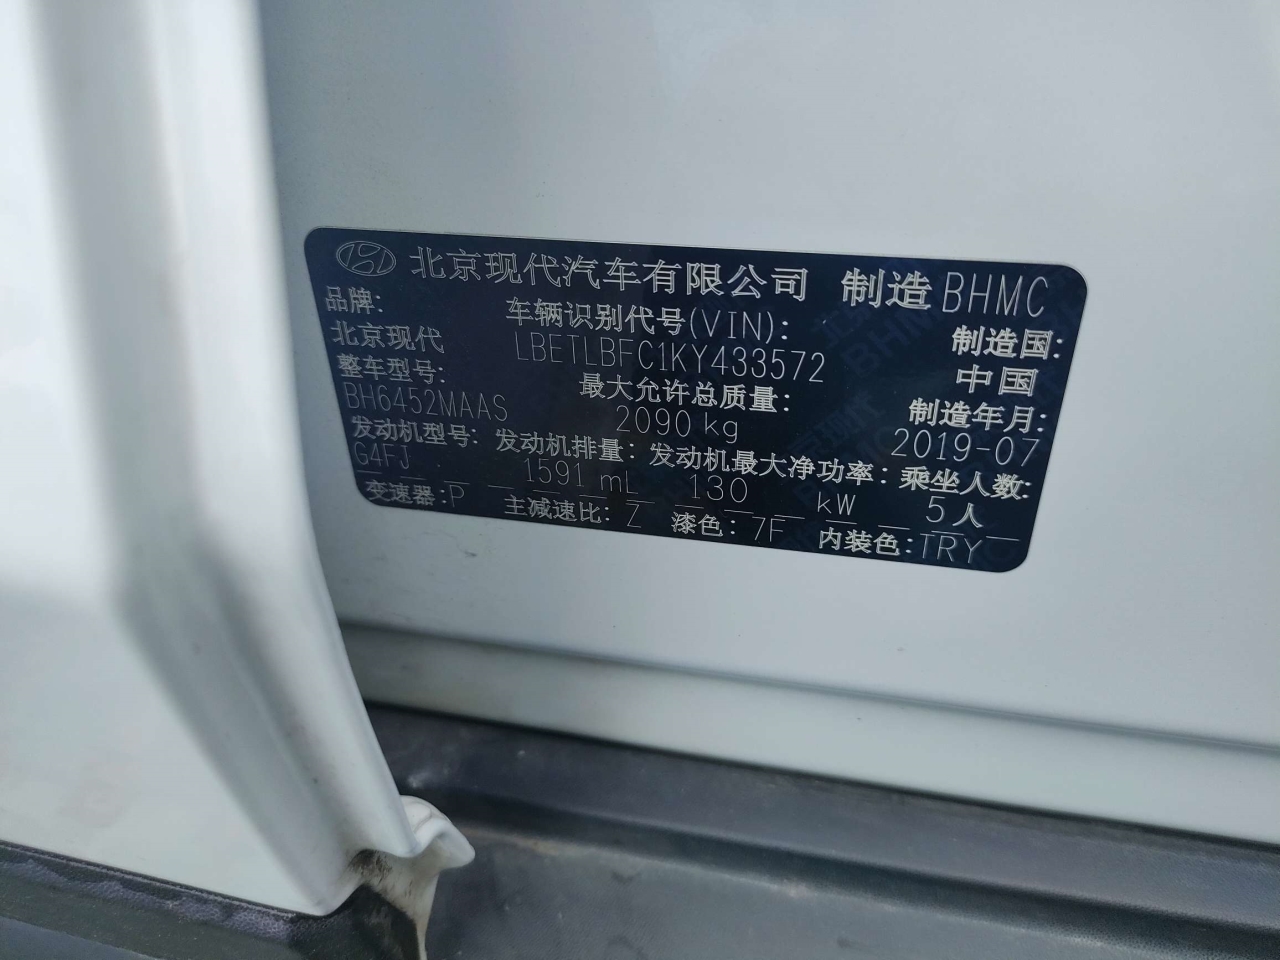 北京现代汽车有限公司 制造 BHMC
品牌: 车辆识别代号(VIN): 制造国:
北京现代 LBETLBFC1KY433572 中国
整车型号: 最大允许总质量: 制造年月:
BH6452MAAS 2090 kg 2019-07
发动机型号: 发动机排量: 发动机最大净功率: 乘坐人数:
G4FJ 1591 mL 130 kW 5人
变速器:P 主减速比: Z 漆色: 7F 内装色:TRY